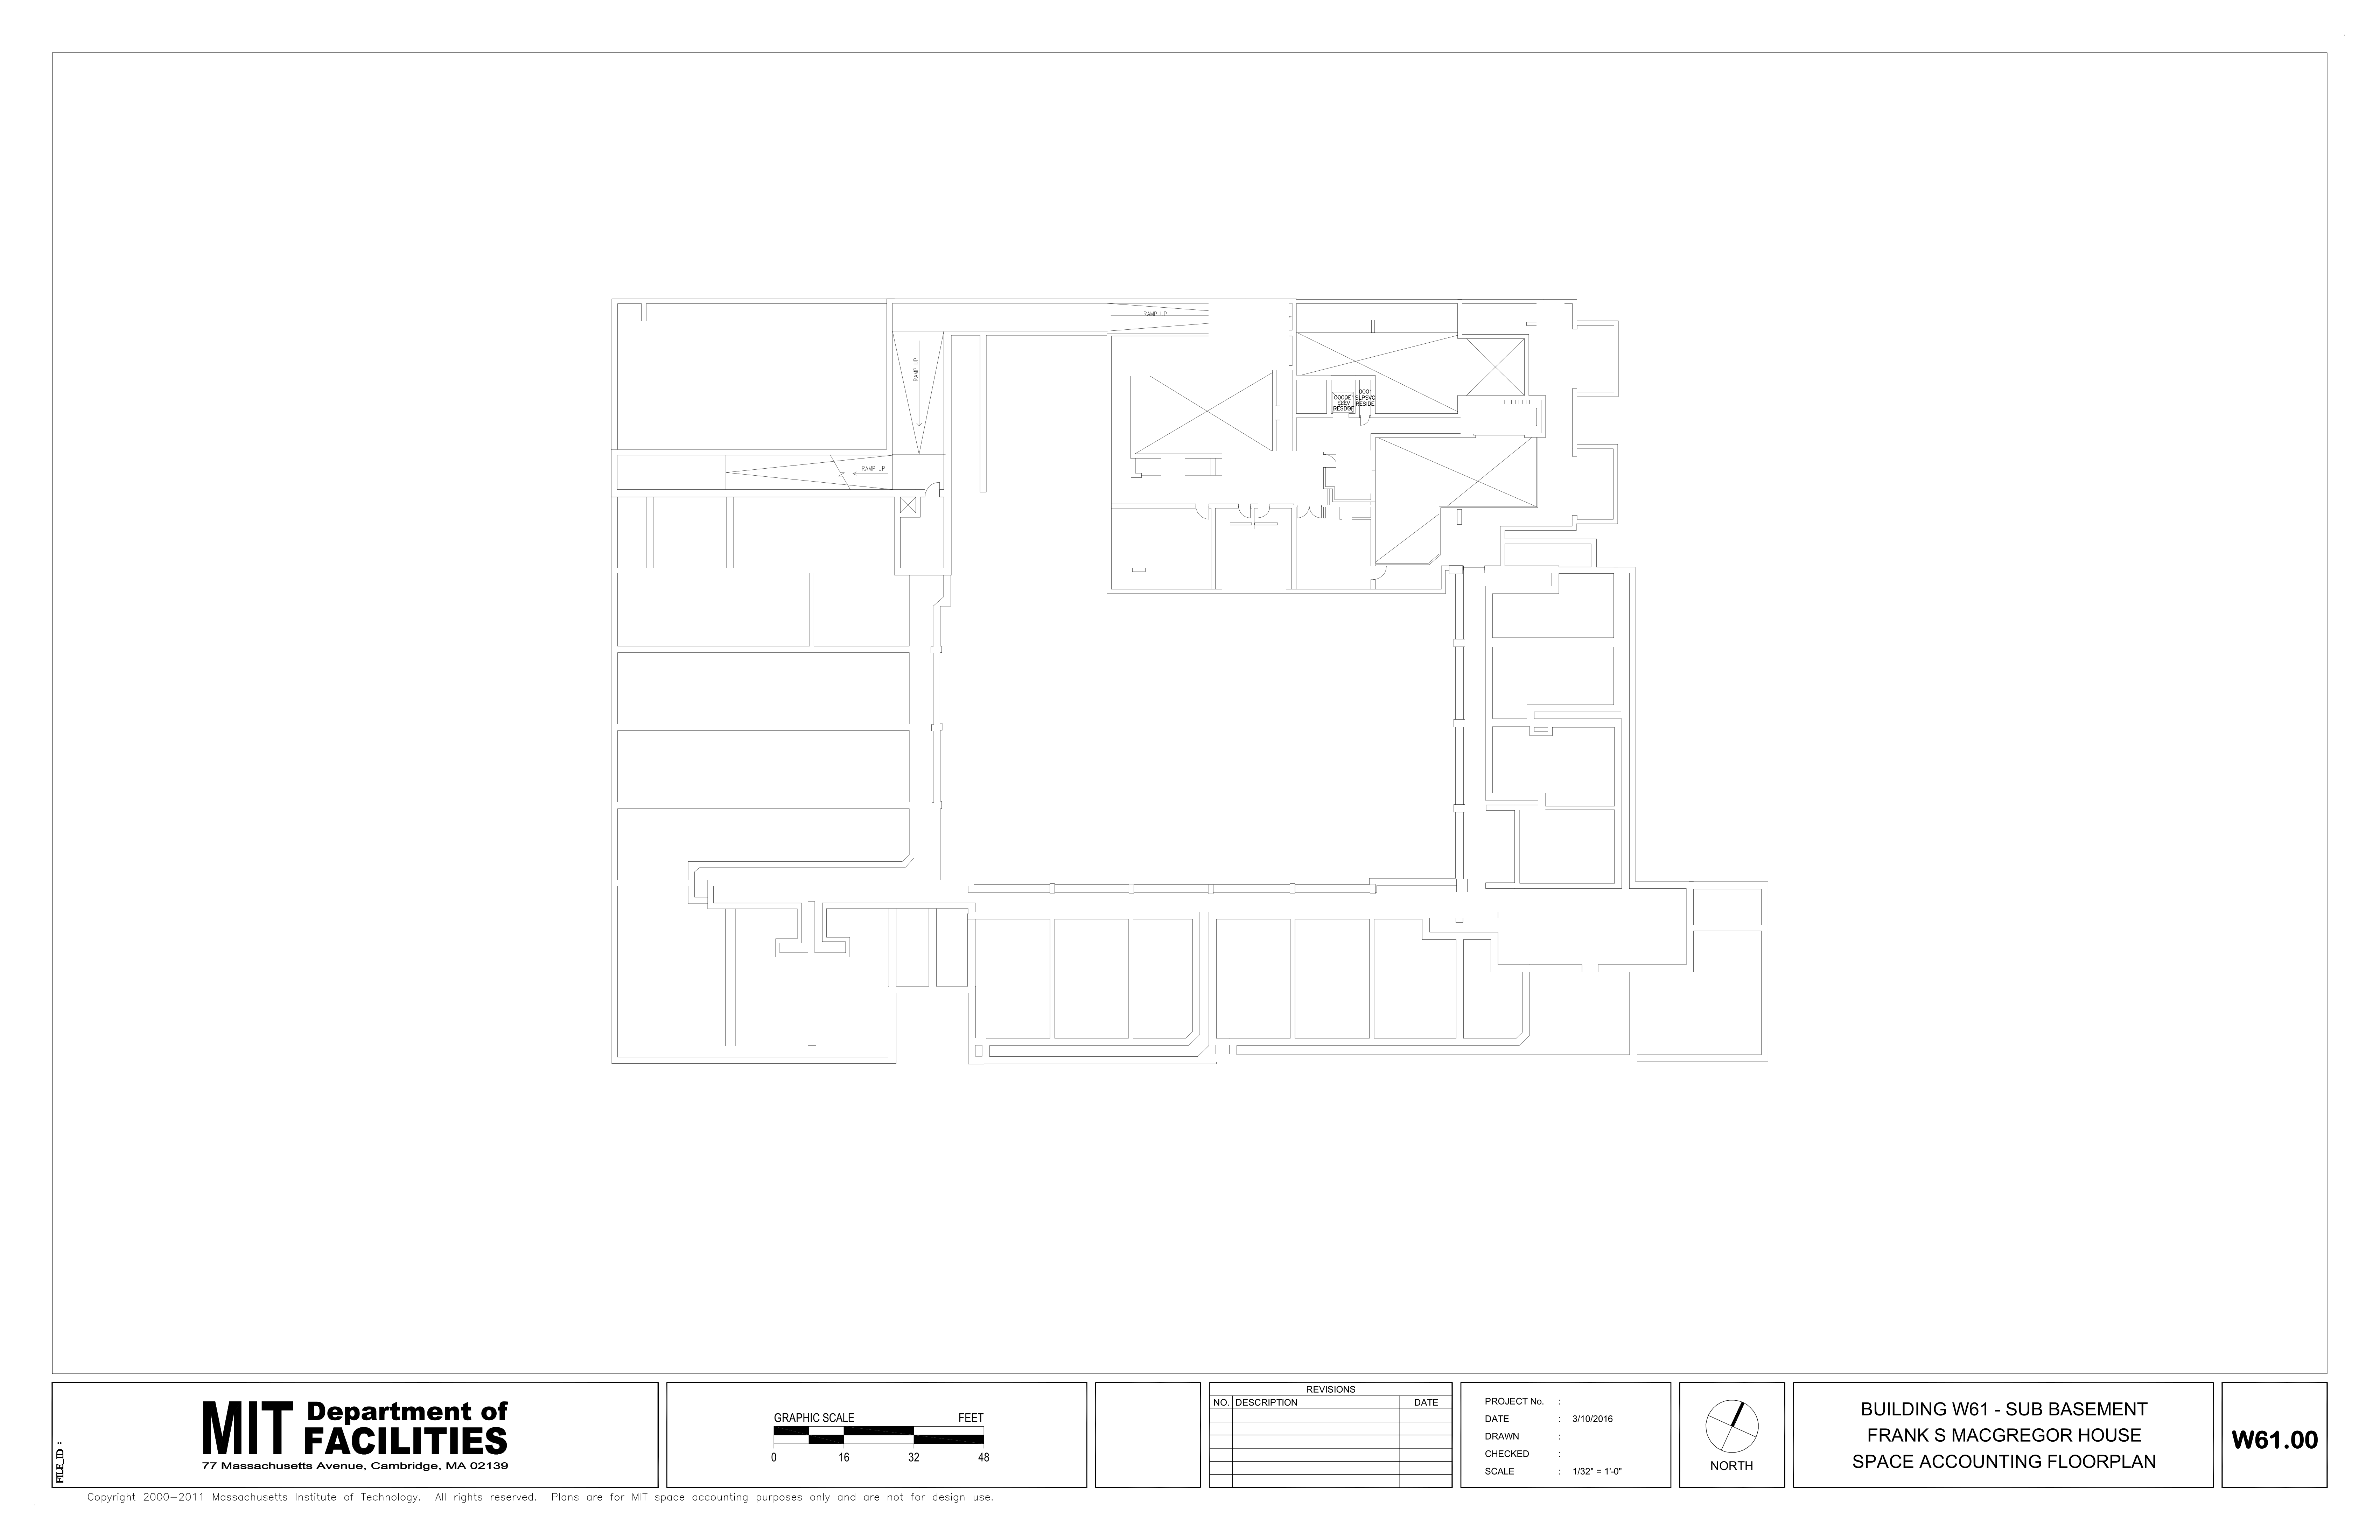 RAMP UP
RAMP UP
RAMP UP
0001
0000E1 SLPSVC
ELEV RESIDE
RESDGF
FILE_ID :
MIT Department of
FACILITIES
77 Massachusetts Avenue, Cambridge, MA 02139
GRAPHIC SCALE FEET
0 16 32 48
REVISIONS
NO. DESCRIPTION DATE
PROJECT No. :
DATE : 3/10/2016
DRAWN :
CHECKED :
SCALE : 1/32" = 1'-0"
NORTH
BUILDING W61 - SUB BASEMENT
FRANK S MACGREGOR HOUSE
SPACE ACCOUNTING FLOORPLAN
W61.00
Copyright 2000-2011 Massachusetts Institute of Technology. All rights reserved. Plans are for MIT space accounting purposes only and are not for design use.